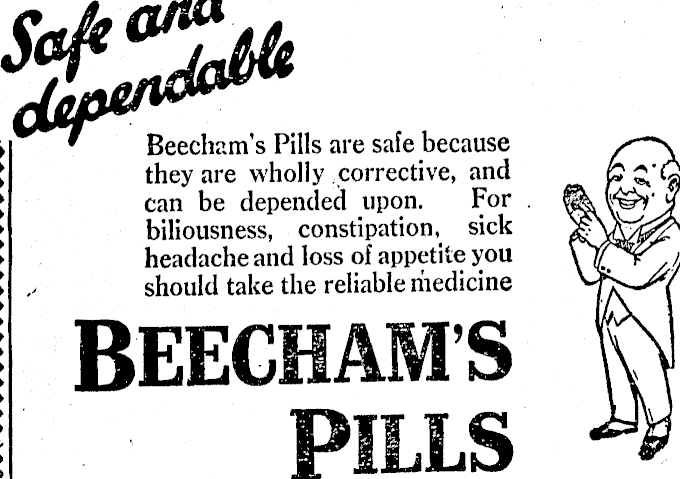 Safe and
dependable
Beecham's Pills are safe because
they are wholly corrective, and
can be depended upon. For
biliousness, constipation, sick
headache and loss of appetite you
should take the reliable medicine
BEECHAM'S
PILLS